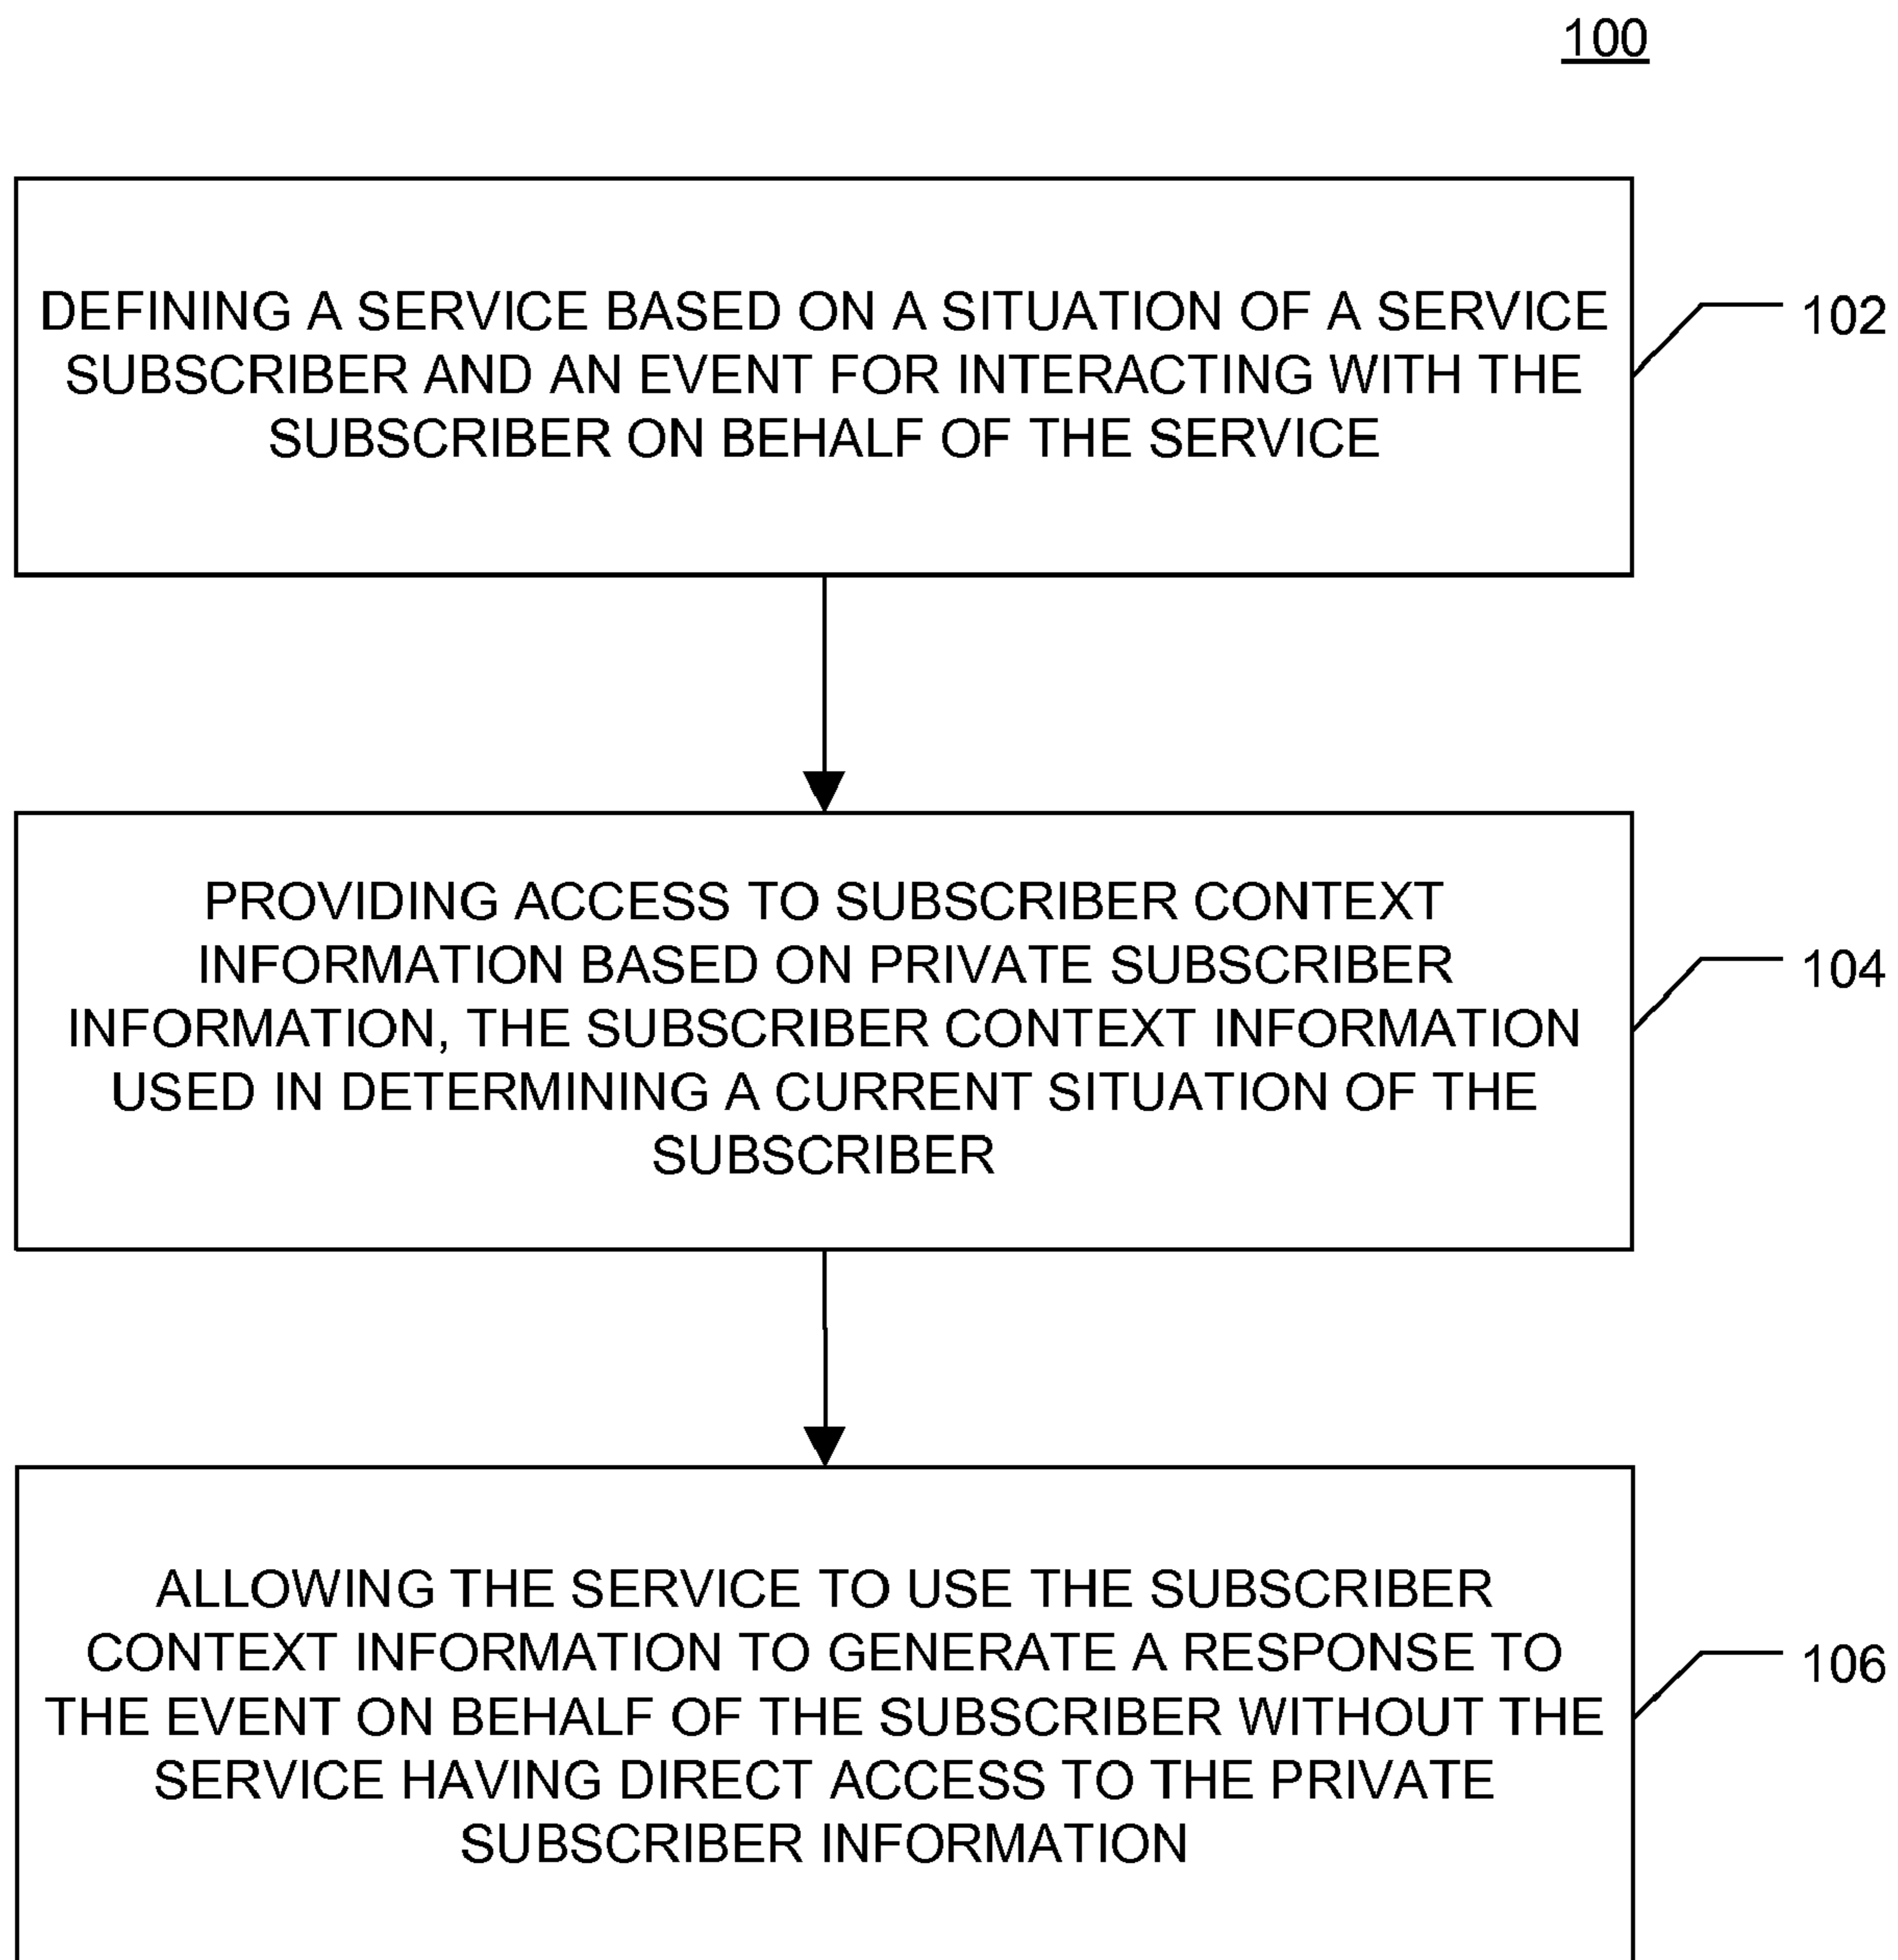 100
DEFINING A SERVICE BASED ON A SITUATION OF A SERVICE
SUBSCRIBER AND AN EVENT FOR INTERACTING WITH THE
SUBSCRIBER ON BEHALF OF THE SERVICE
102
PROVIDING ACCESS TO SUBSCRIBER CONTEXT
INFORMATION BASED ON PRIVATE SUBSCRIBER
INFORMATION, THE SUBSCRIBER CONTEXT INFORMATION
USED IN DETERMINING A CURRENT SITUATION OF THE
SUBSCRIBER
104
ALLOWING THE SERVICE TO USE THE SUBSCRIBER
CONTEXT INFORMATION TO GENERATE A RESPONSE TO
THE EVENT ON BEHALF OF THE SUBSCRIBER WITHOUT THE
SERVICE HAVING DIRECT ACCESS TO THE PRIVATE
SUBSCRIBER INFORMATION
106